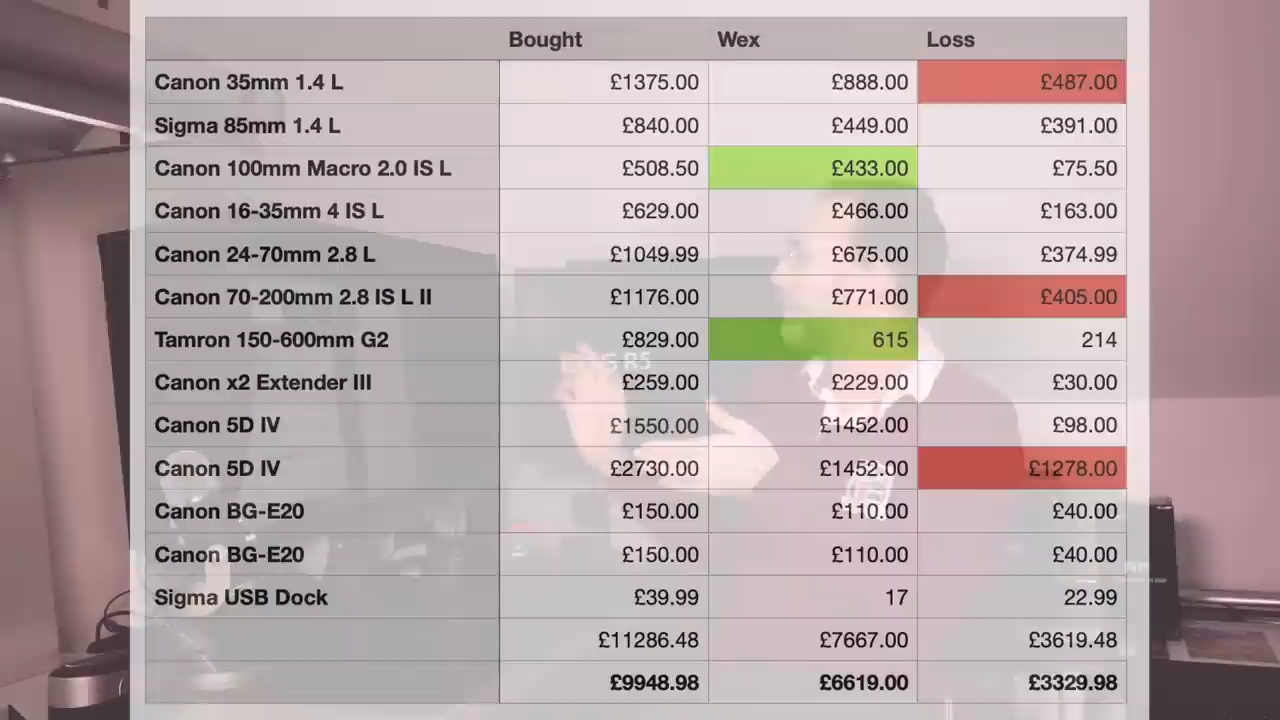 Bought Wex Loss
Canon 35mm 1.4 L £1375.00 £888.00 £487.00
Sigma 85mm 1.4 L £840.00 £449.00 £391.00
Canon 100mm Macro 2.0 IS L £508.50 £433.00 £75.50
Canon 16-35mm 4 IS L £629.00 £466.00 £163.00
Canon 24-70mm 2.8 L £1049.99 £675.00 £374.99
Canon 70-200mm 2.8 IS L II £1176.00 £771.00 £405.00
Tamron 150-600mm G2 £829.00 615 214
Canon x2 Extender III £259.00 £229.00 £30.00
Canon 5D IV £1550.00 £1452.00 £98.00
Canon 5D IV £2730.00 £1452.00 £1278.00
Canon BG-E20 £150.00 £110.00 £40.00
Canon BG-E20 £150.00 £110.00 £40.00
Sigma USB Dock £39.99 17 22.99
£11286.48 £7667.00 £3619.48
£9948.98 £6619.00 £3329.98